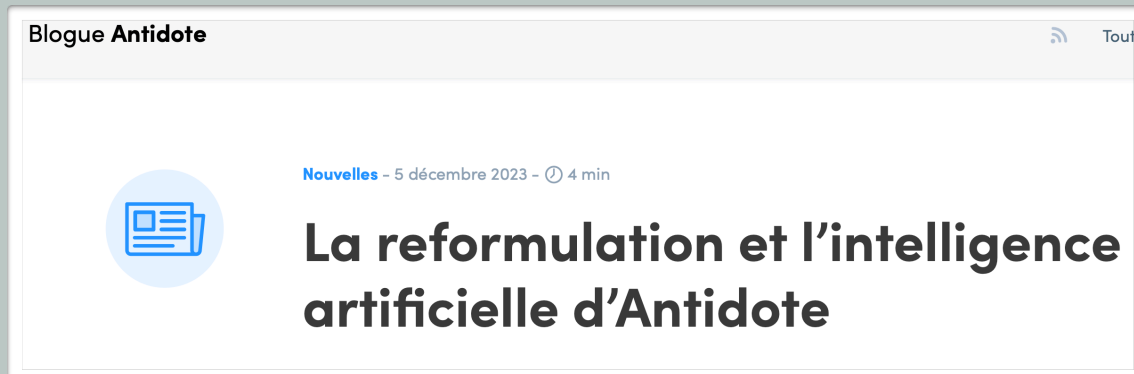 Blogue Antidote
Tout
Nouvelles - 5 décembre 2023 - 4 min
La reformulation et l’intelligence
artificielle d’Antidote